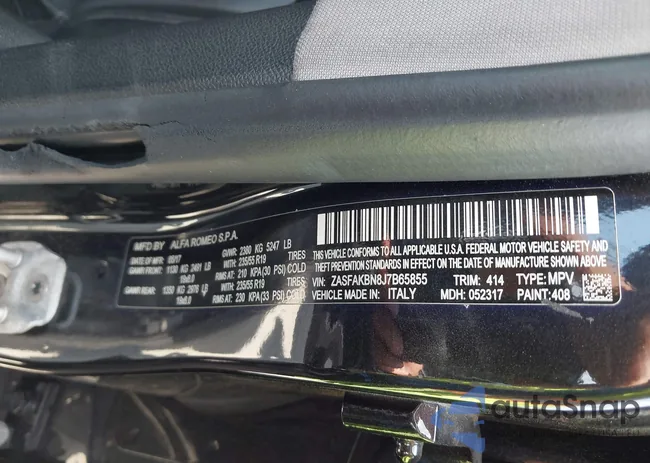 MFD BY ALFA ROMEO S.P.A.
DATE OF MFR: 05/17 GVWR: 2380 KG 5247 LB
GAWR FRONT: 1130 KG 2491 LB TIRES 235/55 R19
19x8.0 RIMS AT: 210 KPA(30 PSI) COLD
GAWR REAR: 1350 KG 2976 LB TIRES 235/55 R19
19x8.0 RIMS AT: 230 KPA(33 PSI) COLD
THIS VEHICLE CONFORMS TO ALL APPLICABLE U.S.A. FEDERAL MOTOR VEHICLE SAFETY AND
BUMPER STANDARDS IN EFFECT ON THE DATE OF MANUFACTURE SHOWN ABOVE
VIN: ZASFAKBN8J7B65855 TRIM: 414 TYPE: MPV
VEHICLE MADE IN: ITALY MDH: 052317 PAINT: 408
autoSnap